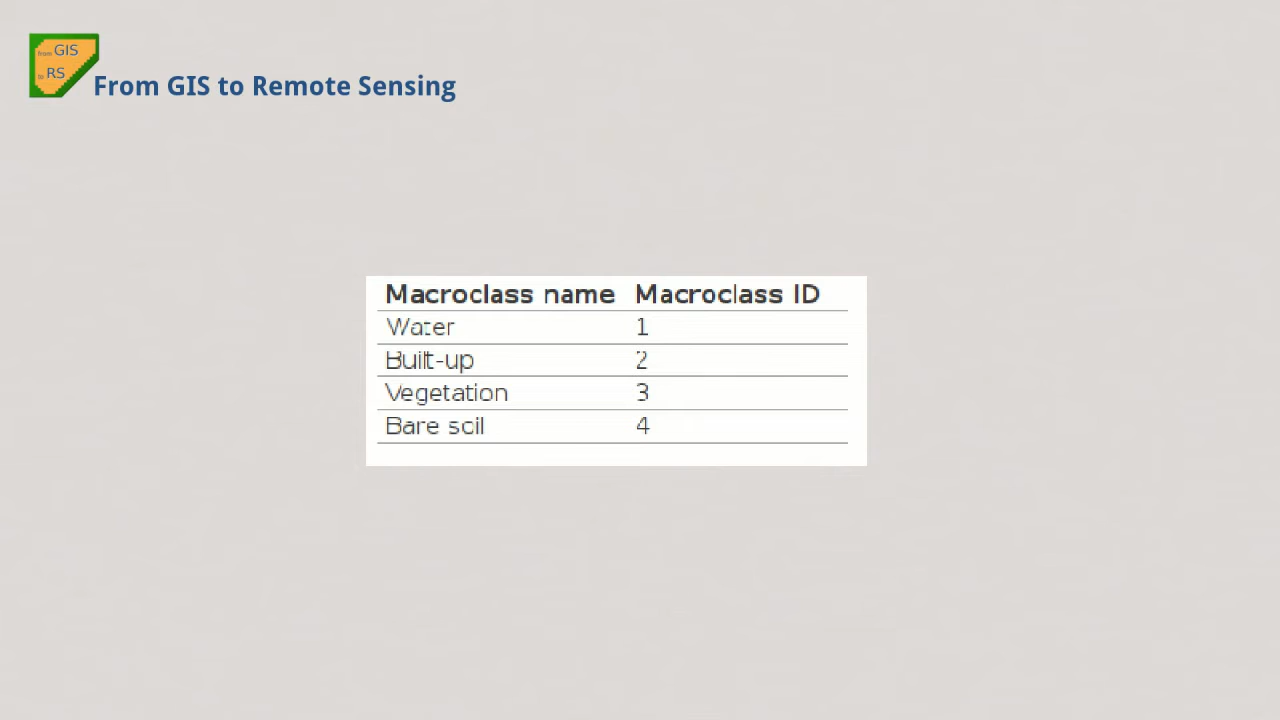 from GIS
to RS
From GIS to Remote Sensing
Macroclass name Macroclass ID
Water 1
Built-up 2
Vegetation 3
Bare soil 4